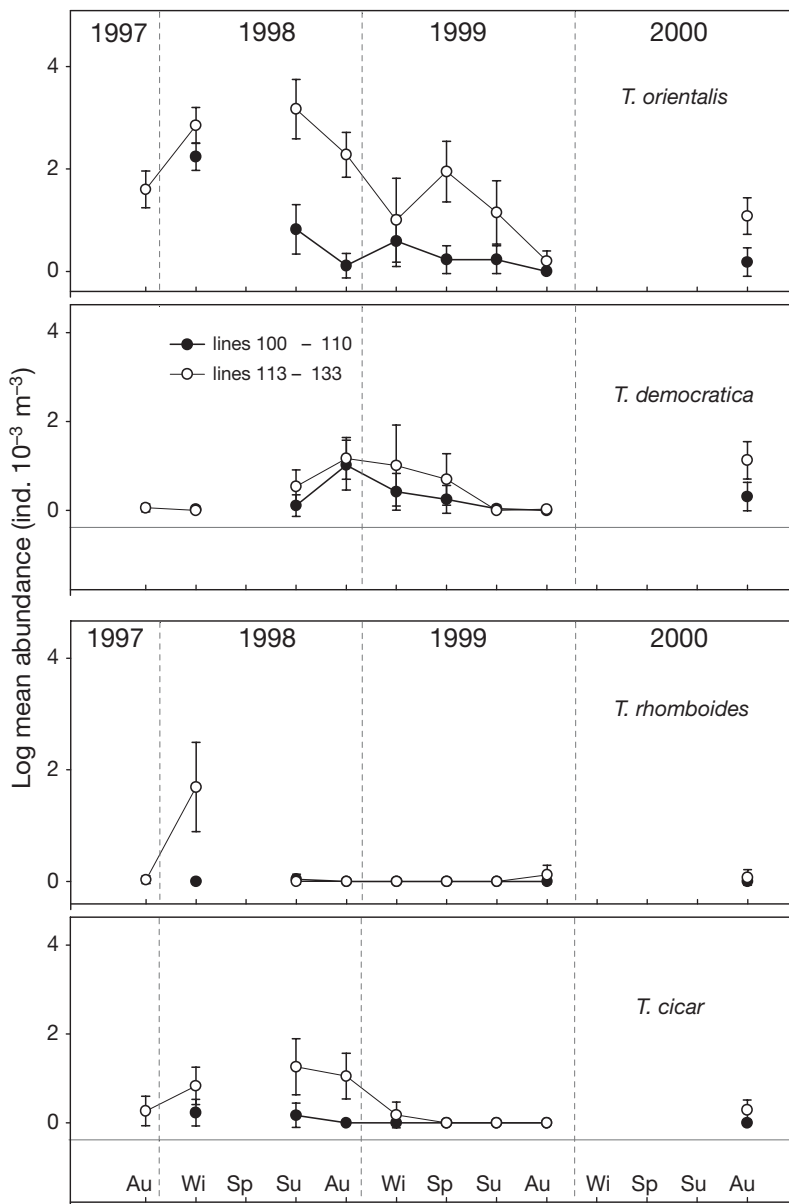 Log mean abundance (ind. 10⁻³ m⁻³)
1997 1998 1999 2000
T. orientalis
4
2
0
lines 100 – 110
lines 113 – 133
T. democratica
4
2
0
1997 1998 1999 2000
T. rhomboides
4
2
0
T. cicar
4
2
0
Au Wi Sp Su Au Wi Sp Su Au Wi Sp Su Au